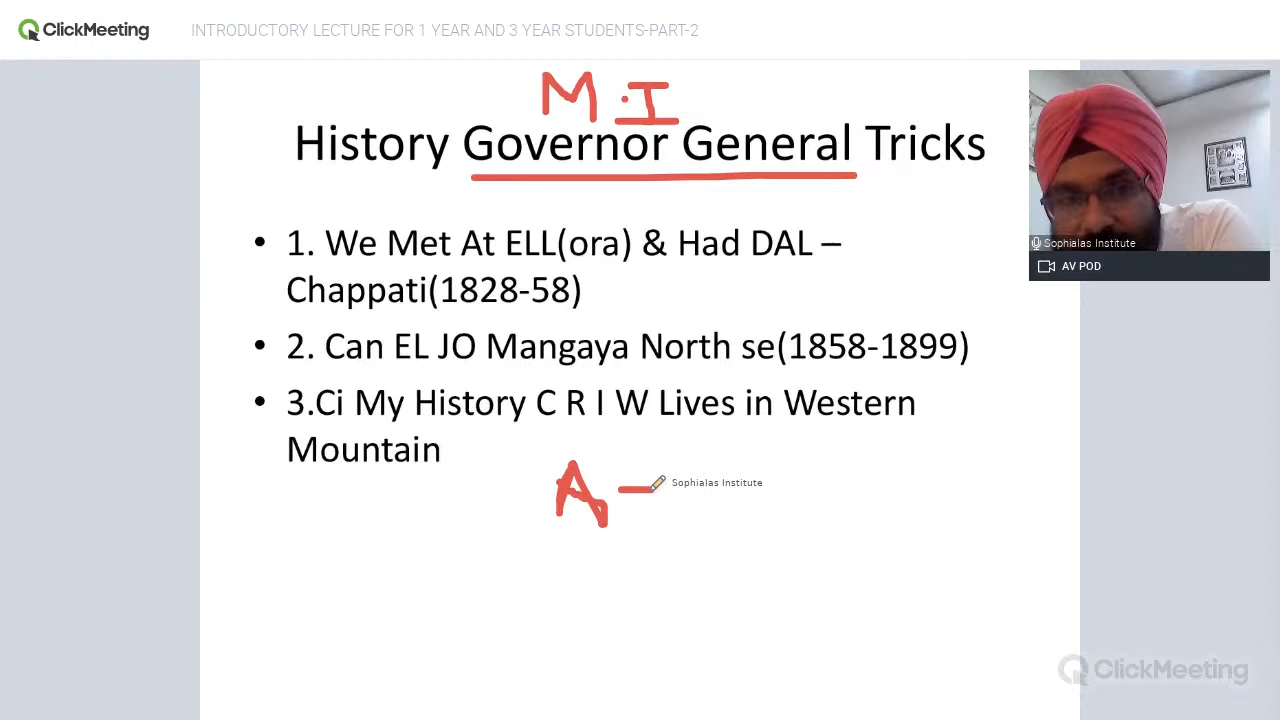 ClickMeeting INTRODUCTORY LECTURE FOR 1 YEAR AND 3 YEAR STUDENTS-PART-2
M.I
History Governor General Tricks
• 1. We Met At ELL(ora) & Had DAL –
Chappati(1828-58)
• 2. Can EL JO Mangaya North se(1858-1899)
• 3.Ci My History C R I W Lives in Western
Mountain
A –
Sophialas Institute
Sophialas Institute
AV POD
ClickMeeting